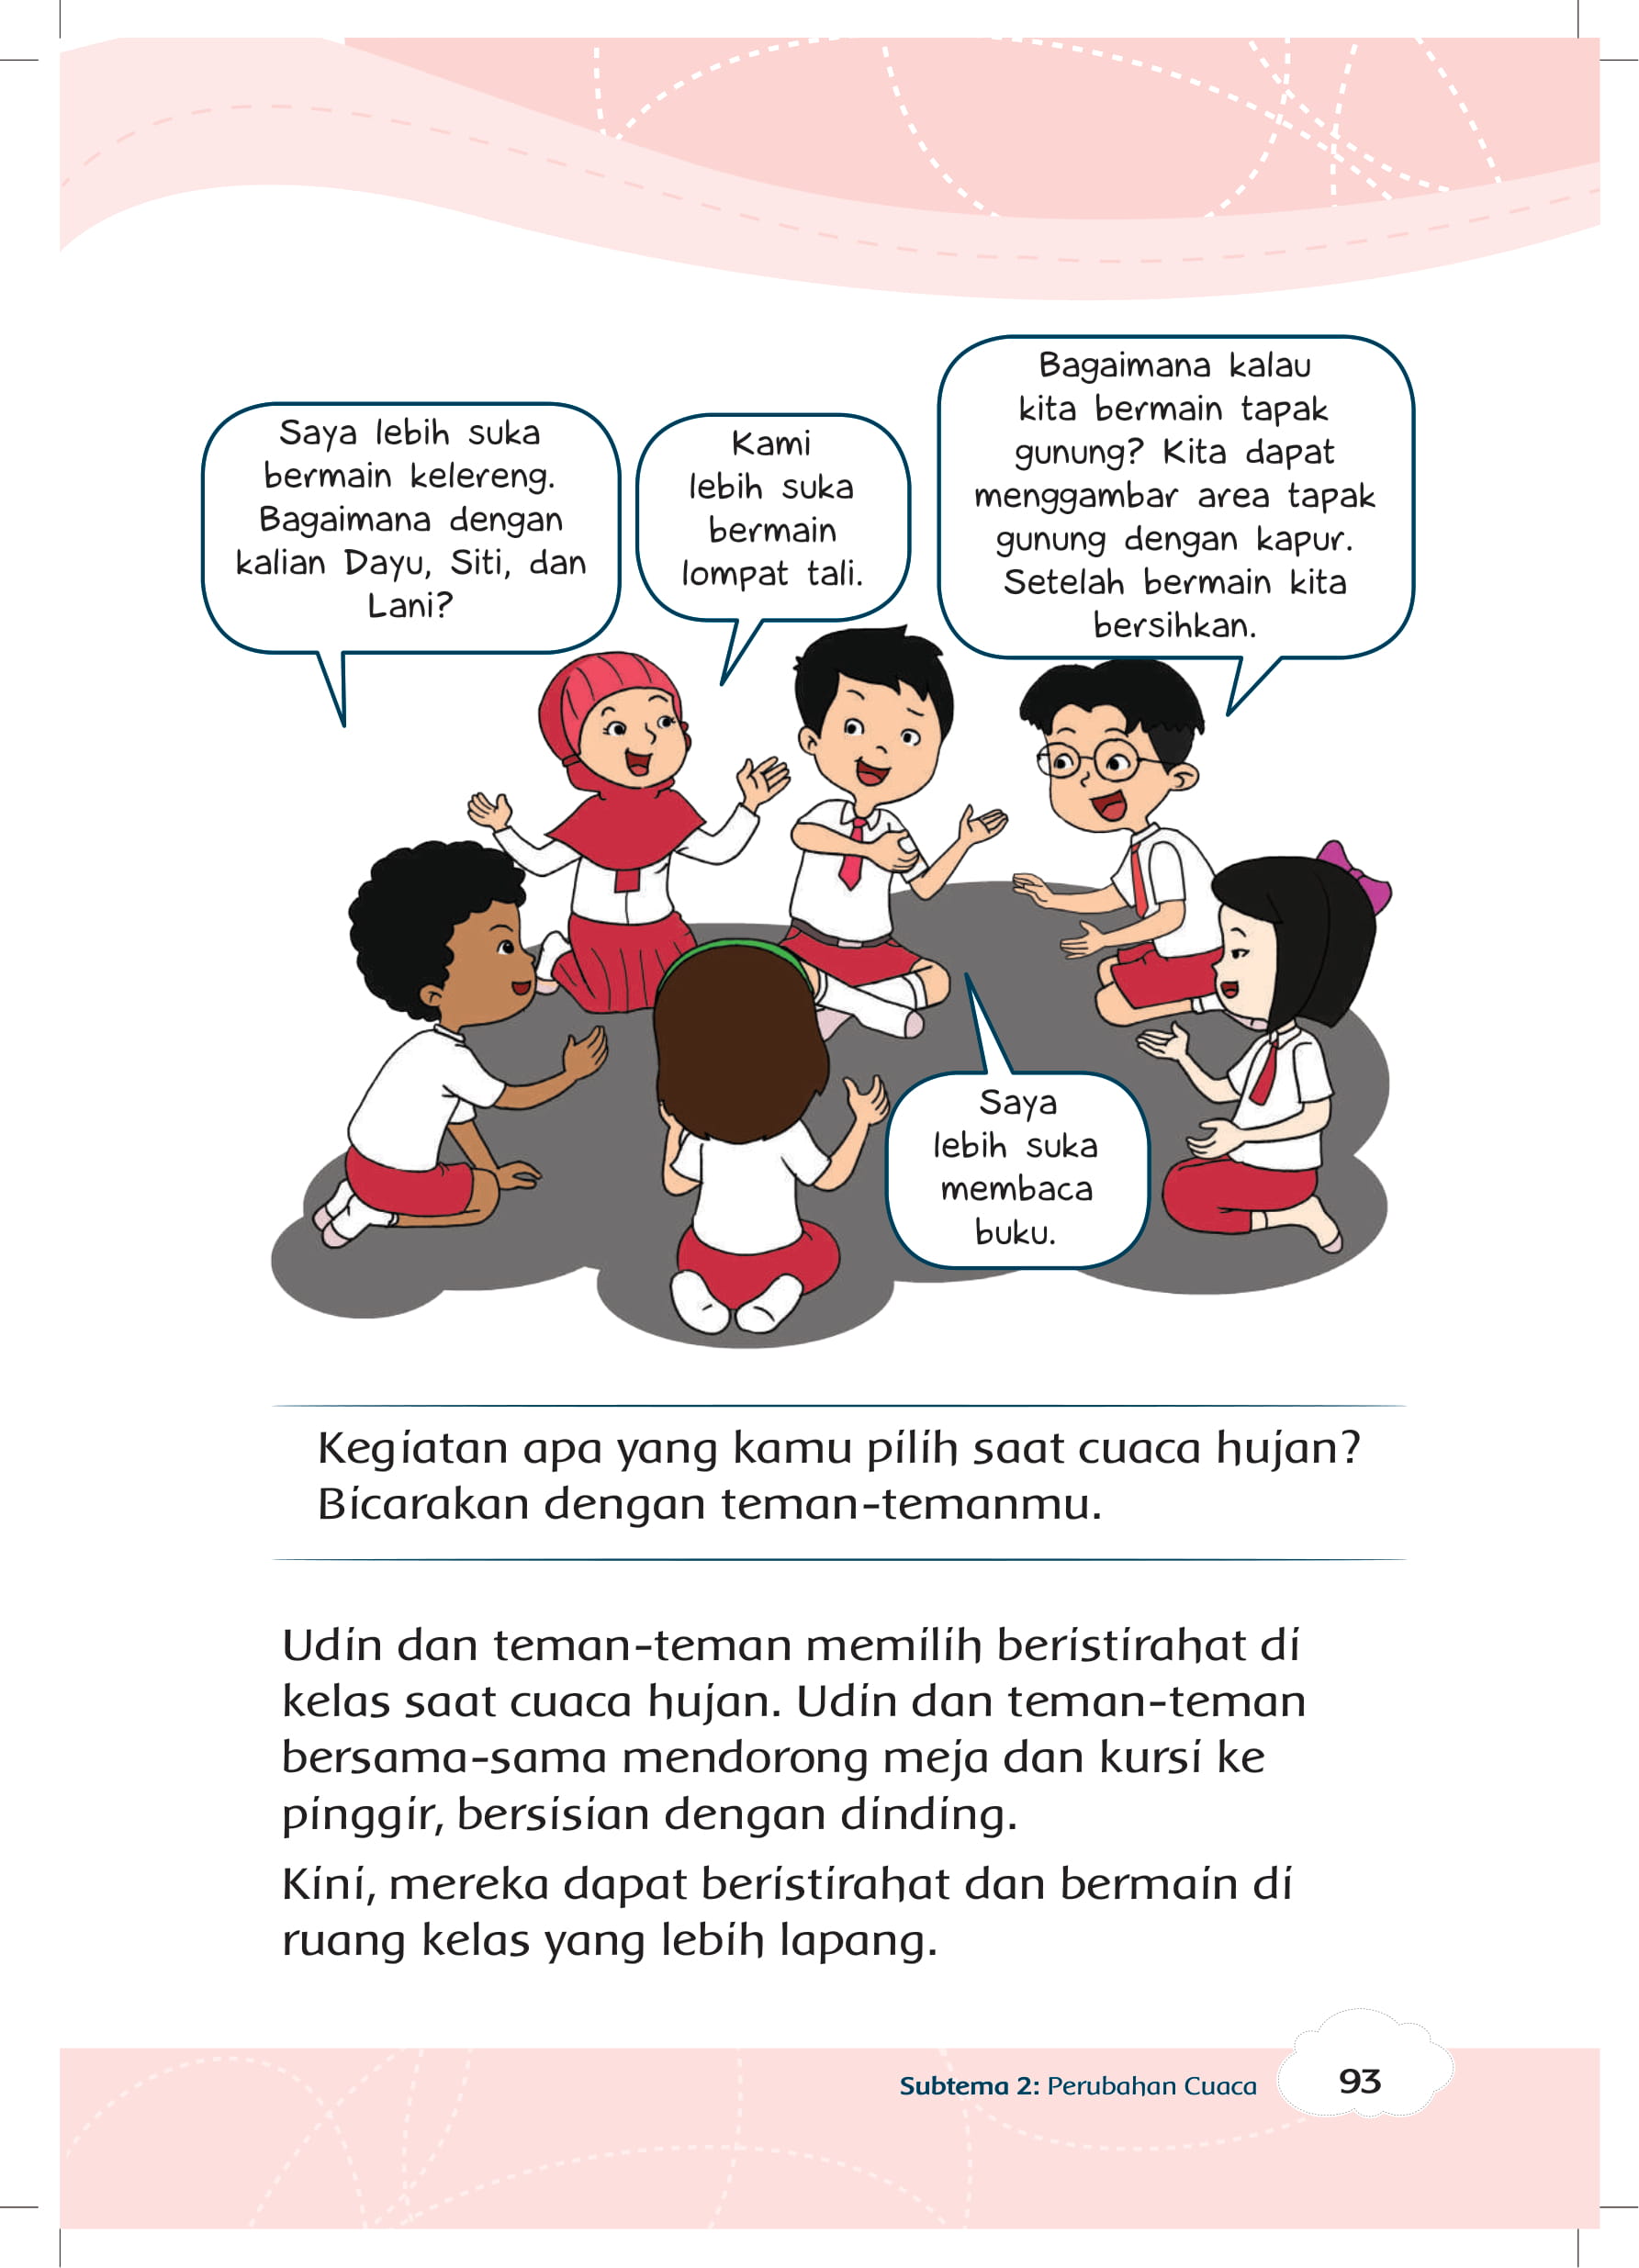 Saya lebih suka
bermain kelereng.
Bagaimana dengan
kalian Dayu, Siti, dan
Lani?
Kami
lebih suka
bermain
lompat tali.
Bagaimana kalau
kita bermain tapak
gunung? Kita dapat
menggambar area tapak
gunung dengan kapur.
Setelah bermain kita
bersihkan.
Saya
lebih suka
membaca
buku.
Kegiatan apa yang kamu pilih saat cuaca hujan?
Bicarakan dengan teman-temanmu.
Udin dan teman-teman memilih beristirahat di
kelas saat cuaca hujan. Udin dan teman-teman
bersama-sama mendorong meja dan kursi ke
pinggir, bersisian dengan dinding.
Kini, mereka dapat beristirahat dan bermain di
ruang kelas yang lebih lapang.
Subtema 2: Perubahan Cuaca
93